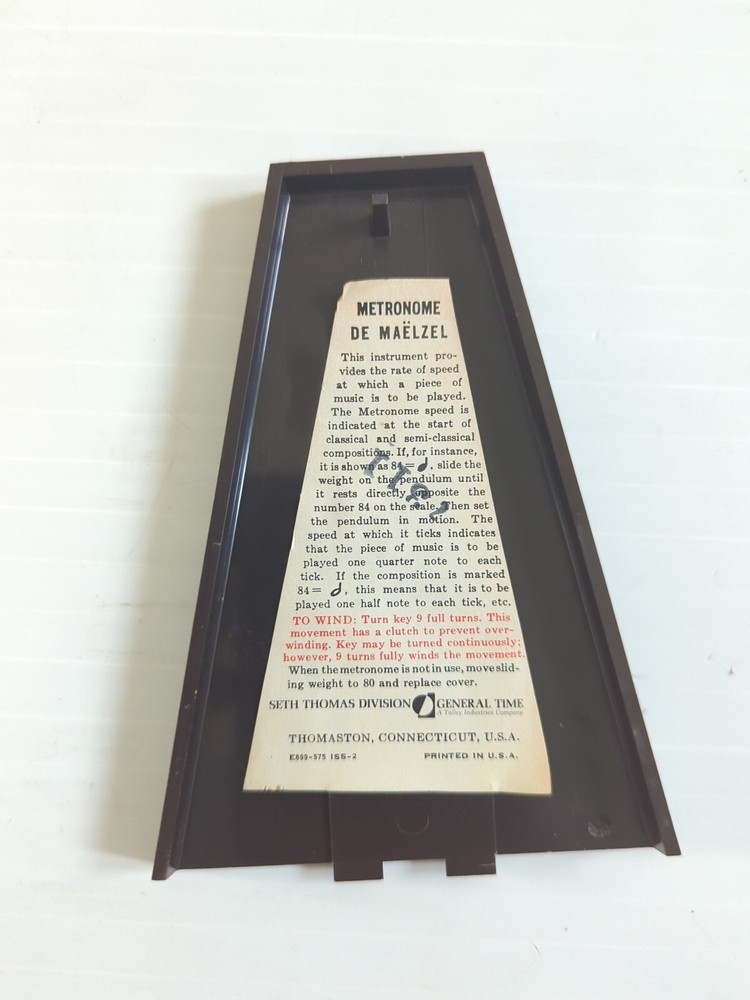 METRONOME
DE MAËLZEL
This instrument pro-
vides the rate of speed
at which a piece of
music is to be played.
The Metronome speed is
indicated at the start of
classical and semi-classical
compositions. If, for instance,
it is shown as 84=𝅘𝅥, slide the
weight on the pendulum until
it rests directly opposite the
number 84 on the scale. Then set
the pendulum in motion. The
speed at which it ticks indicates
that the piece of music is to be
played one quarter note to each
tick. If the composition is marked
84=𝅗𝅥, this means that it is to be
played one half note to each tick, etc.
TO WIND: Turn key 9 full turns. This
movement has a clutch to prevent over-
winding. Key may be turned continuously;
however, 9 turns fully winds the movement.
When the metronome is not in use, move slid-
ing weight to 80 and replace cover.
SETH THOMAS DIVISION GENERAL TIME
A Talley Industries Company
THOMASTON, CONNECTICUT, U.S.A.
E899-575 ISS-2 PRINTED IN U.S.A.